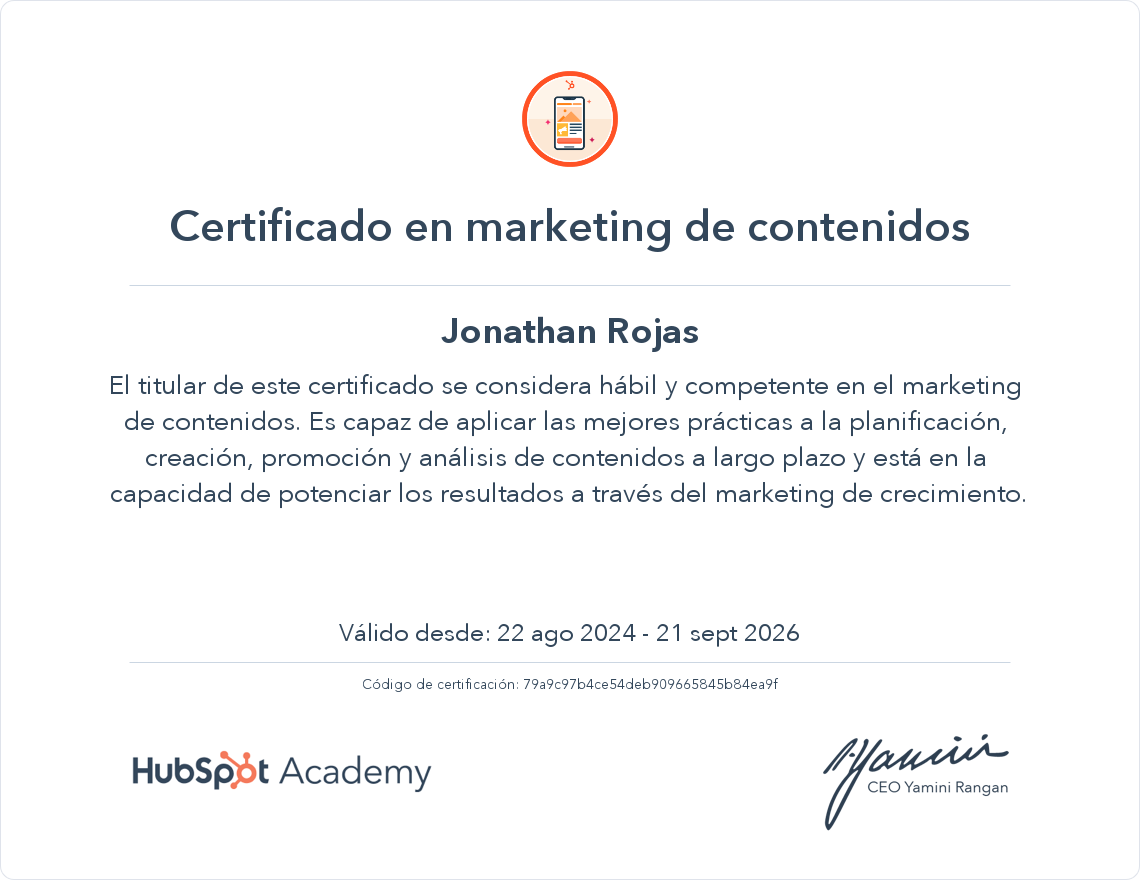 Certificado en marketing de contenidos
Jonathan Rojas
El titular de este certificado se considera hábil y competente en el marketing
de contenidos. Es capaz de aplicar las mejores prácticas a la planificación,
creación, promoción y análisis de contenidos a largo plazo y está en la
capacidad de potenciar los resultados a través del marketing de crecimiento.
Válido desde: 22 ago 2024 - 21 sept 2026
Código de certificación: 79a9c97b4ce54deb909665845b84ea9f
HubSpot Academy
Yamini
CEO Yamini Rangan